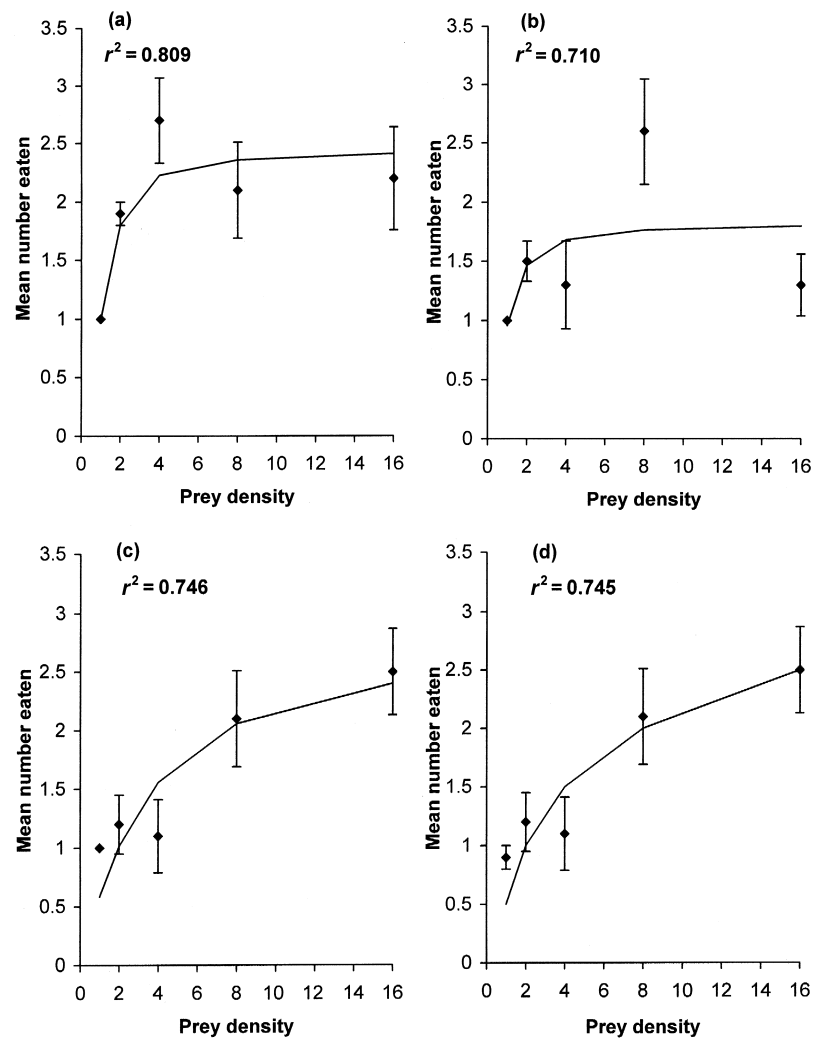 (a)
r² = 0.809
3.5
3
2.5
2
1.5
1
0.5
0
Mean number eaten
0 2 4 6 8 10 12 14 16
Prey density
(b)
r² = 0.710
3.5
3
2.5
2
1.5
1
0.5
0
Mean number eaten
0 2 4 6 8 10 12 14 16
Prey density
(c)
r² = 0.746
3.5
3
2.5
2
1.5
1
0.5
0
Mean number eaten
0 2 4 6 8 10 12 14 16
Prey density
(d)
r² = 0.745
3.5
3
2.5
2
1.5
1
0.5
0
Mean number eaten
0 2 4 6 8 10 12 14 16
Prey density